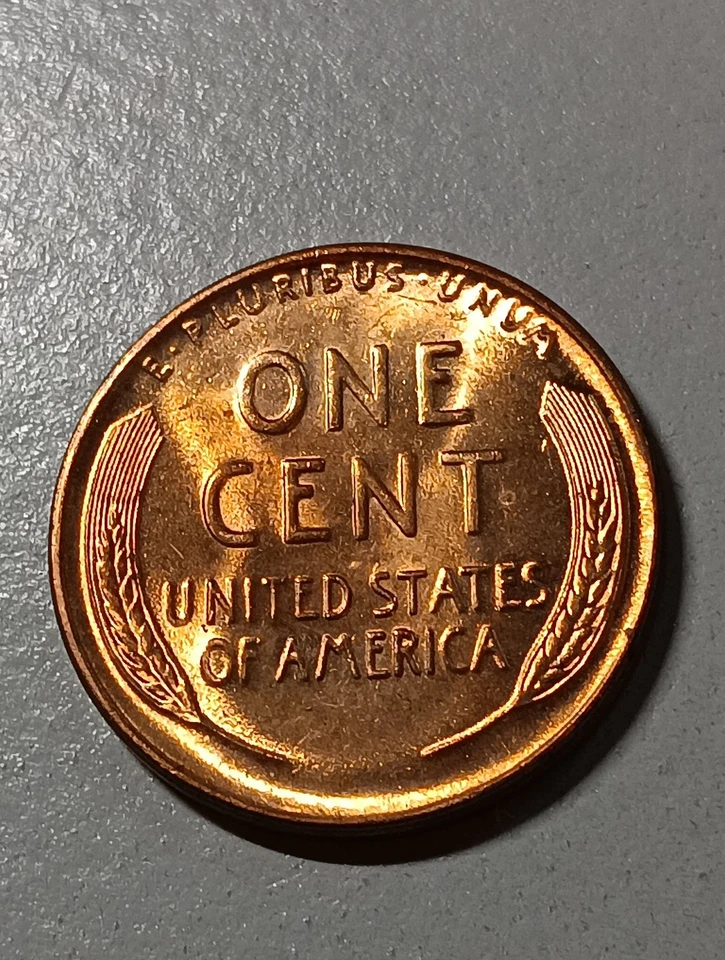 E·PLURIBUS·UNUM
ONE
CENT
UNITED STATES
OF AMERICA